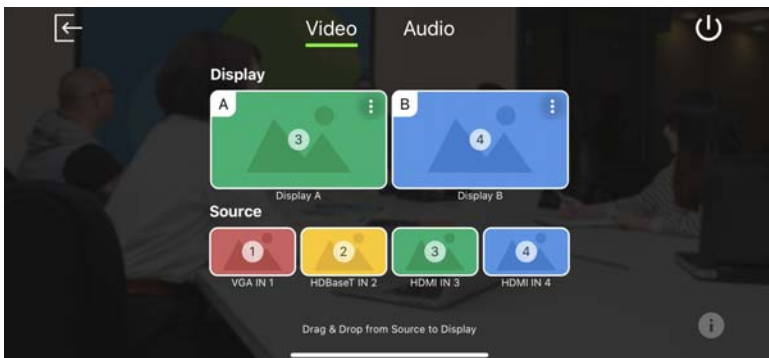 Video Audio
Display
A B
3 4
Display A Display B
Source
1 2 3 4
VGA IN 1 HDBaseT IN 2 HDMI IN 3 HDMI IN 4
Drag & Drop from Source to Display
i